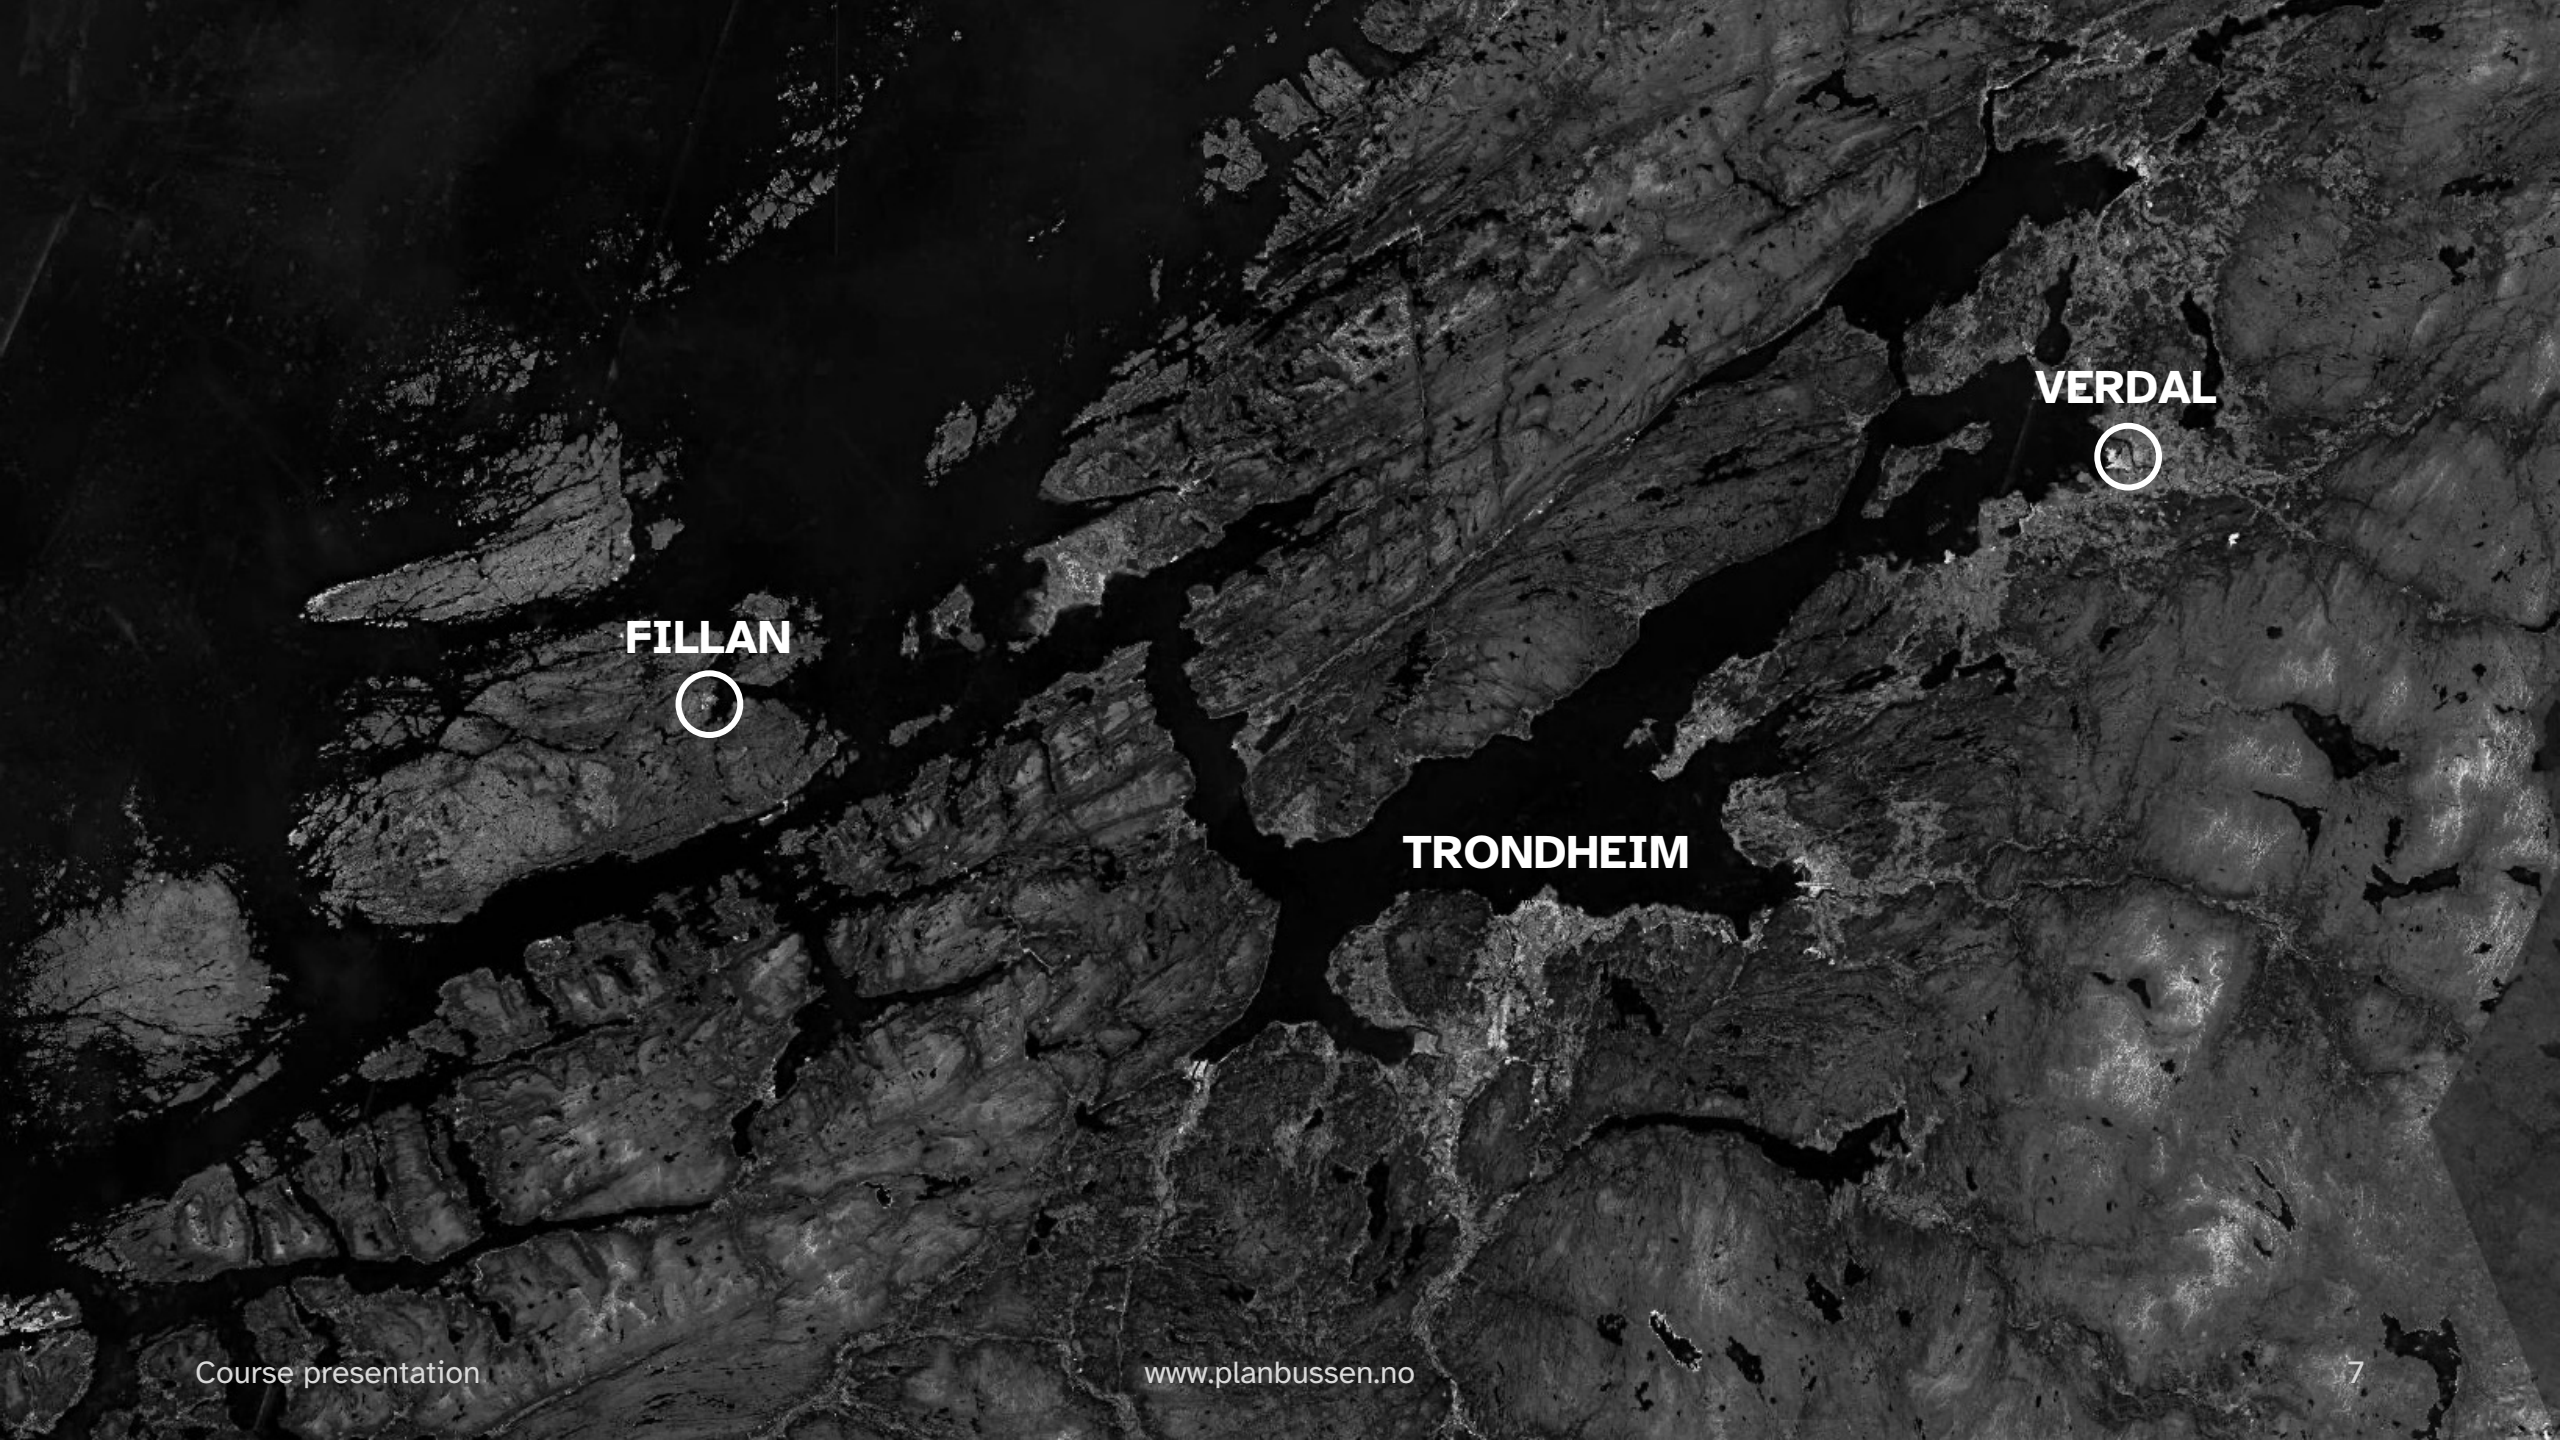 VERDAL
FILLAN
TRONDHEIM
Course presentation
www.planbussen.no
7